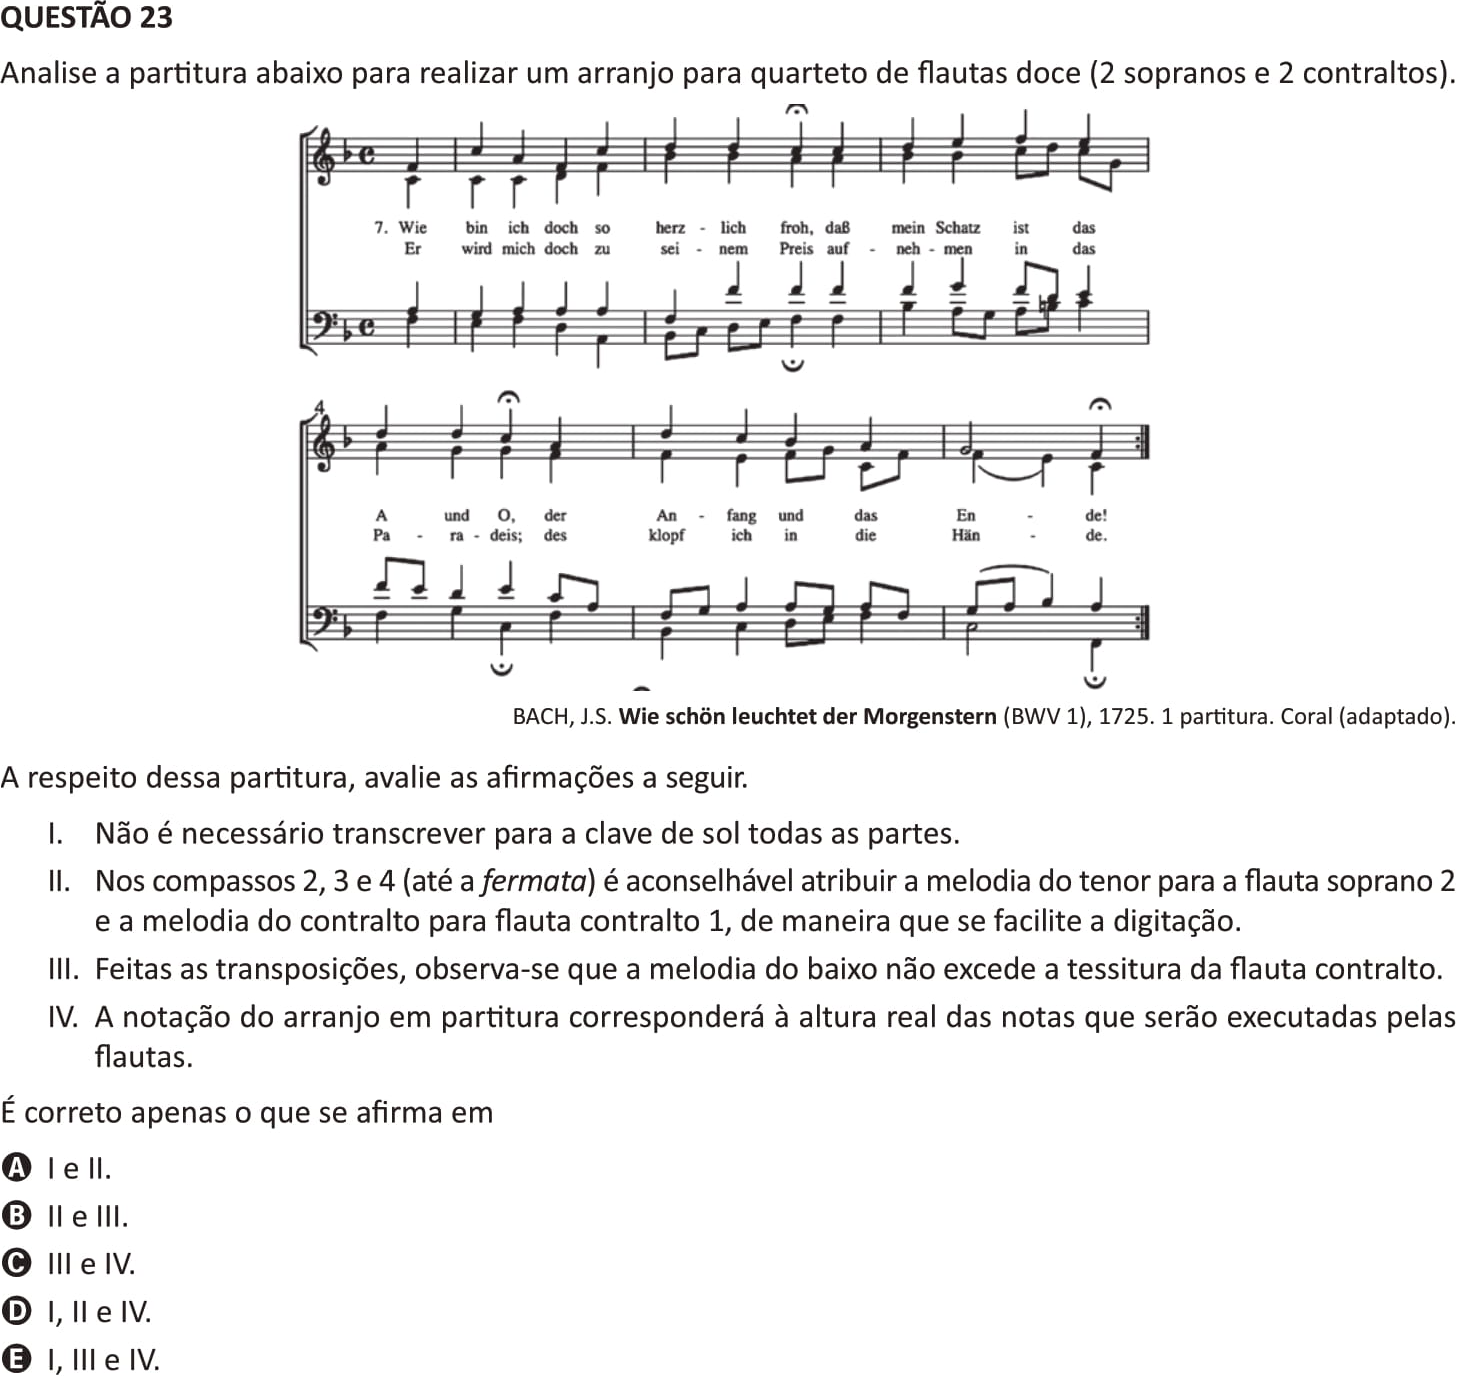 QUESTÃO 23
Analise a partitura abaixo para realizar um arranjo para quarteto de flautas doce (2 sopranos e 2 contraltos).
7. Wie bin ich doch so herz - lich froh, daß mein Schatz ist das
Er wird mich doch zu sei - nem Preis auf - neh - men in das
4
A und O, der An - fang und das En - de!
Pa - ra - deis; des klopf ich in die Hän - de.
BACH, J.S. Wie schön leuchtet der Morgenstern (BWV 1), 1725. 1 partitura. Coral (adaptado).
A respeito dessa partitura, avalie as afirmações a seguir.
I. Não é necessário transcrever para a clave de sol todas as partes.
II. Nos compassos 2, 3 e 4 (até a fermata) é aconselhável atribuir a melodia do tenor para a flauta soprano 2
e a melodia do contralto para flauta contralto 1, de maneira que se facilite a digitação.
III. Feitas as transposições, observa-se que a melodia do baixo não excede a tessitura da flauta contralto.
IV. A notação do arranjo em partitura corresponderá à altura real das notas que serão executadas pelas
flautas.
É correto apenas o que se afirma em
A I e II.
B II e III.
C III e IV.
D I, II e IV.
E I, III e IV.